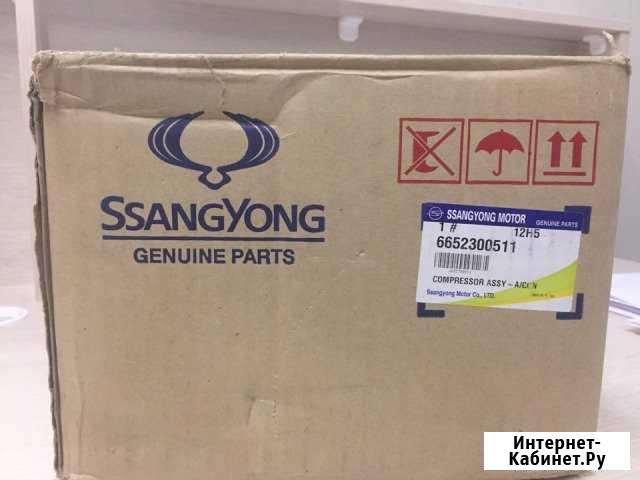 SSANGYONG
GENUINE PARTS
SSANGYONG MOTOR GENUINE PARTS
1 # 12H5
6652300511
COMPRESSOR ASSY-A/CON
Ssangyong Motor Co., LTD.
Интернет-
Кабинет.Ру